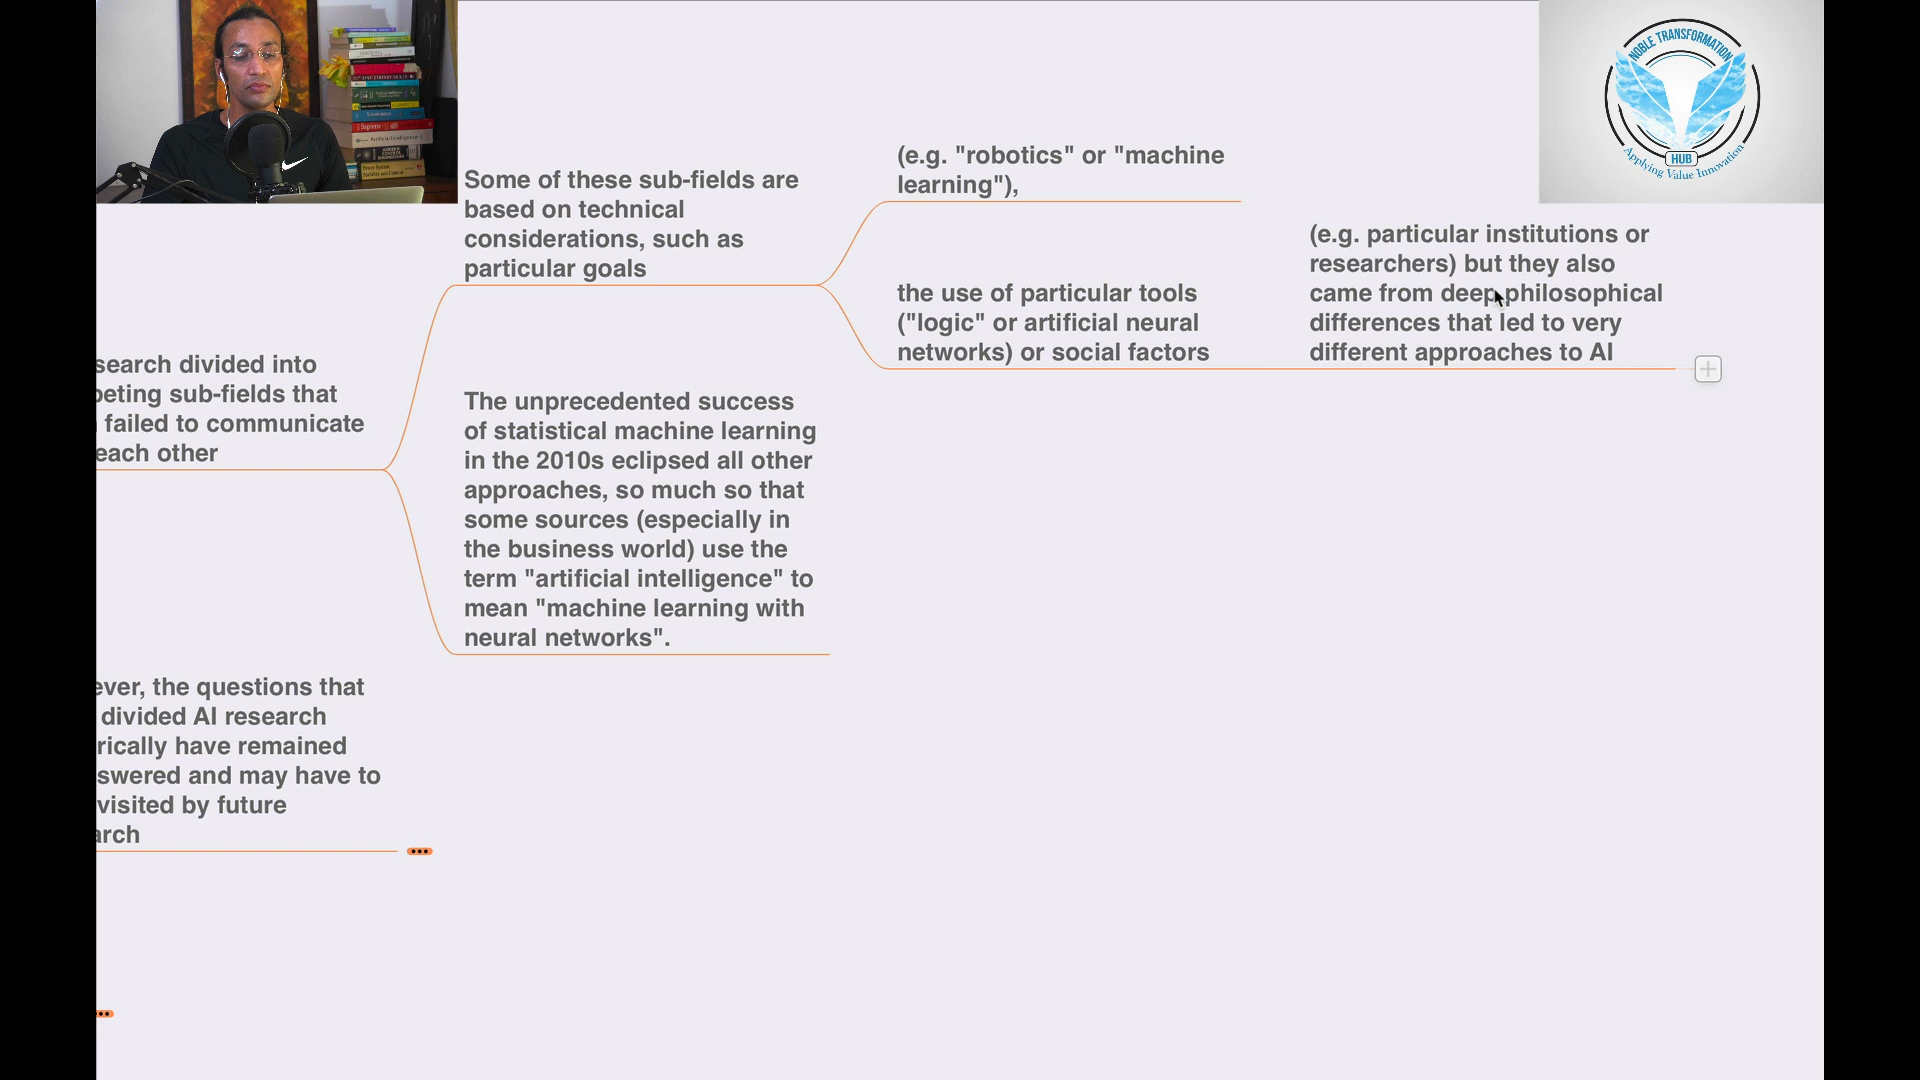 NOBLE TRANSFORMATION
HUB
Applying Value Innovation
Sapiens
Artificial Intelligence
(e.g. "robotics" or "machine
learning"),
Some of these sub-fields are
based on technical
considerations, such as
particular goals
(e.g. particular institutions or
researchers) but they also
came from deep philosophical
differences that led to very
different approaches to AI
the use of particular tools
("logic" or artificial neural
networks) or social factors
search divided into
peting sub-fields that
failed to communicate
each other
The unprecedented success
of statistical machine learning
in the 2010s eclipsed all other
approaches, so much so that
some sources (especially in
the business world) use the
term "artificial intelligence" to
mean "machine learning with
neural networks".
ever, the questions that
divided AI research
rically have remained
swered and may have to
visited by future
arch